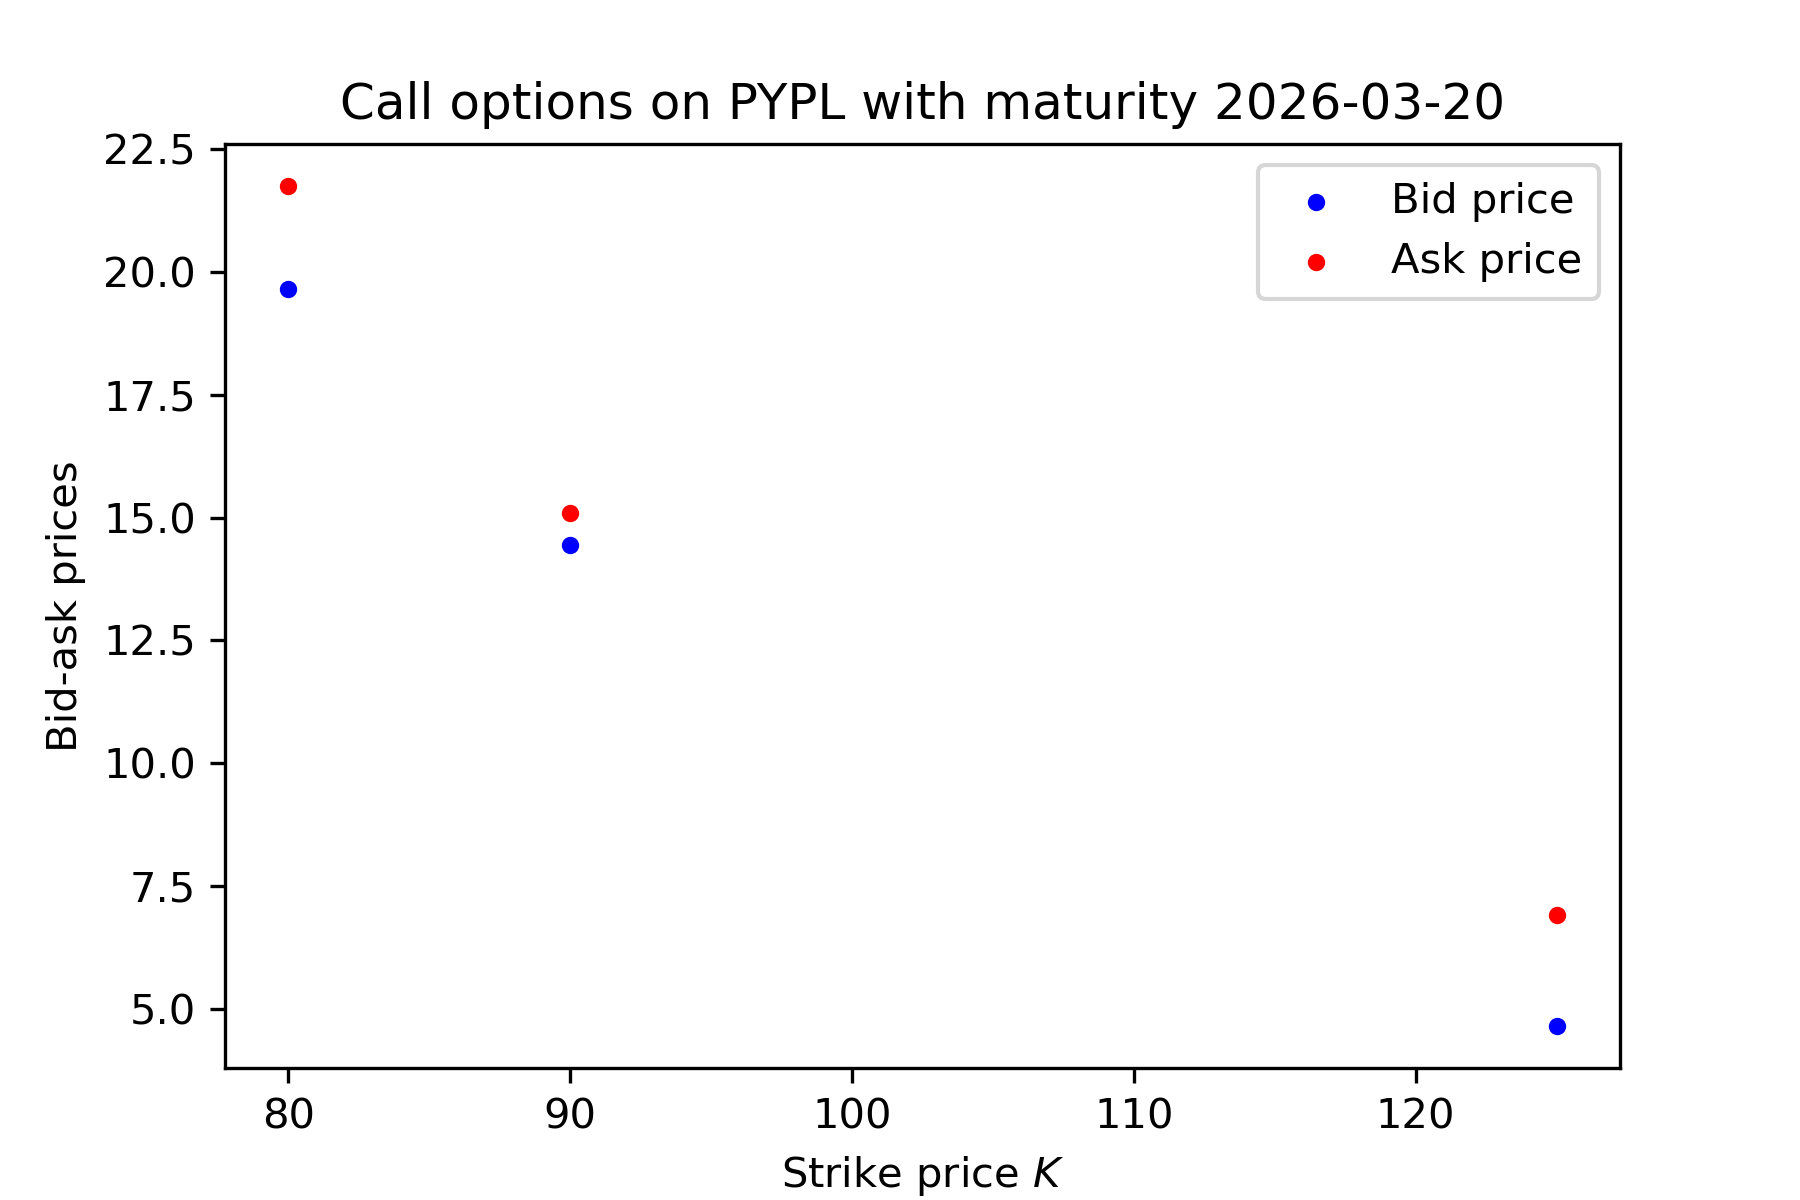 Call options on PYPL with maturity 2026-03-20
22.5
20.0
17.5
15.0
12.5
10.0
7.5
5.0
Bid-ask prices
Bid price
Ask price
80
90
100
110
120
Strike price K